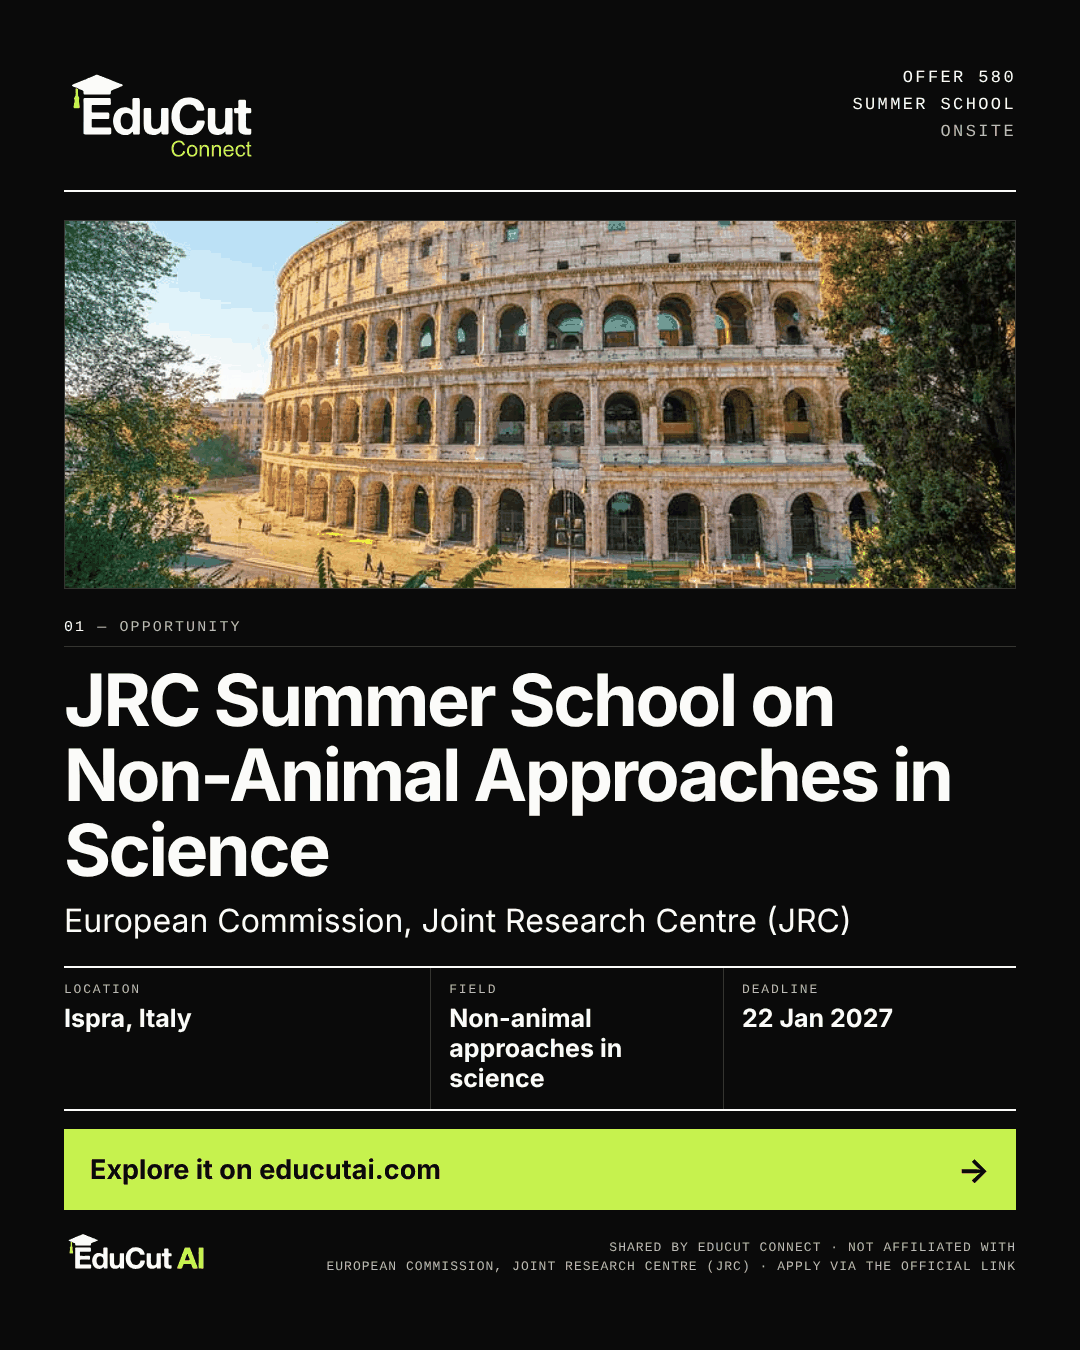 EduCut
Connect
OFFER 580
SUMMER SCHOOL
ONSITE
01 — OPPORTUNITY
JRC Summer School on
Non-Animal Approaches in
Science
European Commission, Joint Research Centre (JRC)
LOCATION
Ispra, Italy
FIELD
Non-animal
approaches in
science
DEADLINE
22 Jan 2027
Explore it on educutai.com →
EduCut AI
SHARED BY EDUCUT CONNECT · NOT AFFILIATED WITH
EUROPEAN COMMISSION, JOINT RESEARCH CENTRE (JRC) · APPLY VIA THE OFFICIAL LINK